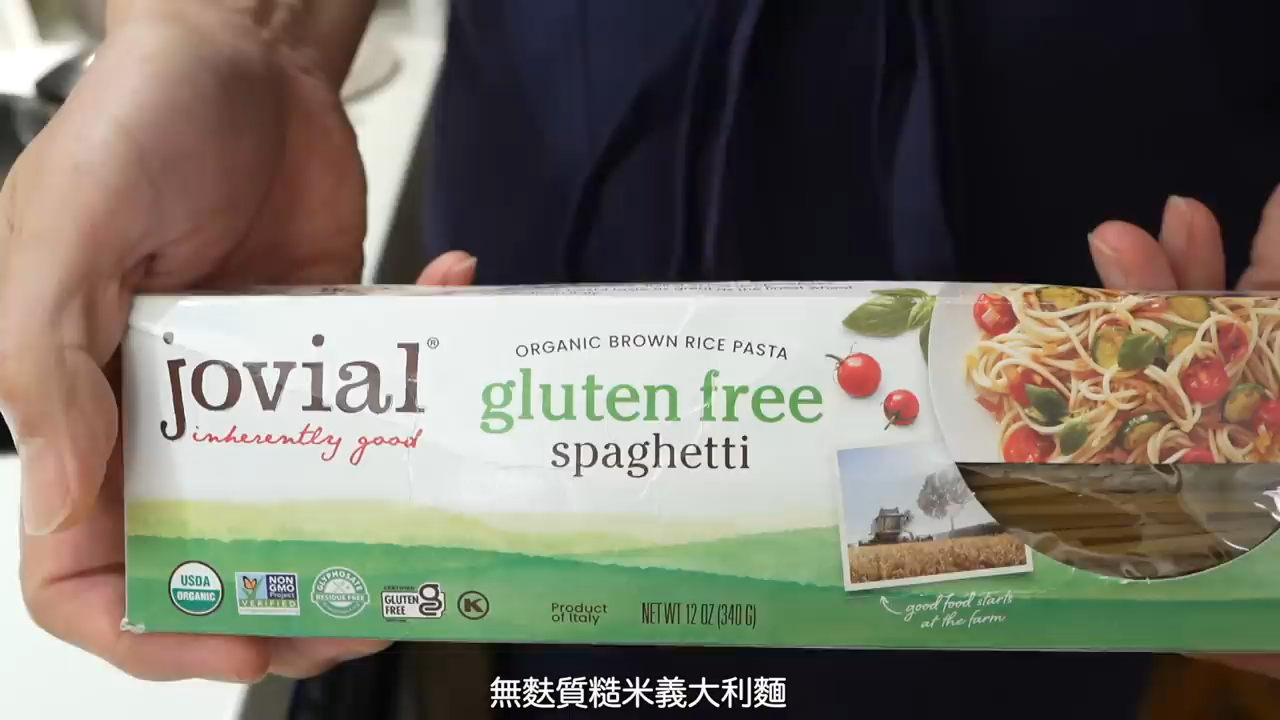 jovial®
inherently good
ORGANIC BROWN RICE PASTA
gluten free
spaghetti
USDA
ORGANIC
NON
GMO
Project
VERIFIED
GLYPHOSATE
RESIDUE FREE
CERTIFIED
GLUTEN
FREE
K
Product
of Italy
NET WT 12 OZ (340 G)
good food starts
at the farm
無麩質糙米義大利麵